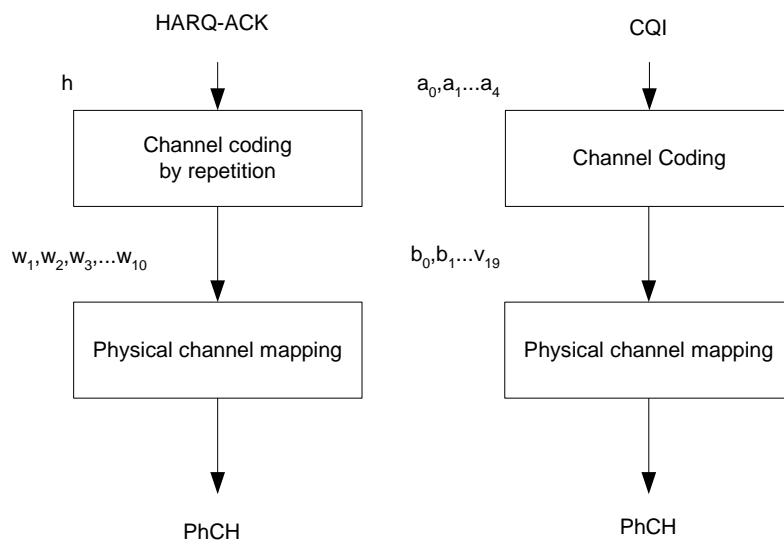 HARQ-ACK
h
Channel coding
by repetition
w₁,w₂,w₃,...w₁₀
Physical channel mapping
PhCH
CQI
a₀,a₁...a₄
Channel Coding
b₀,b₁...v₁₉
Physical channel mapping
PhCH